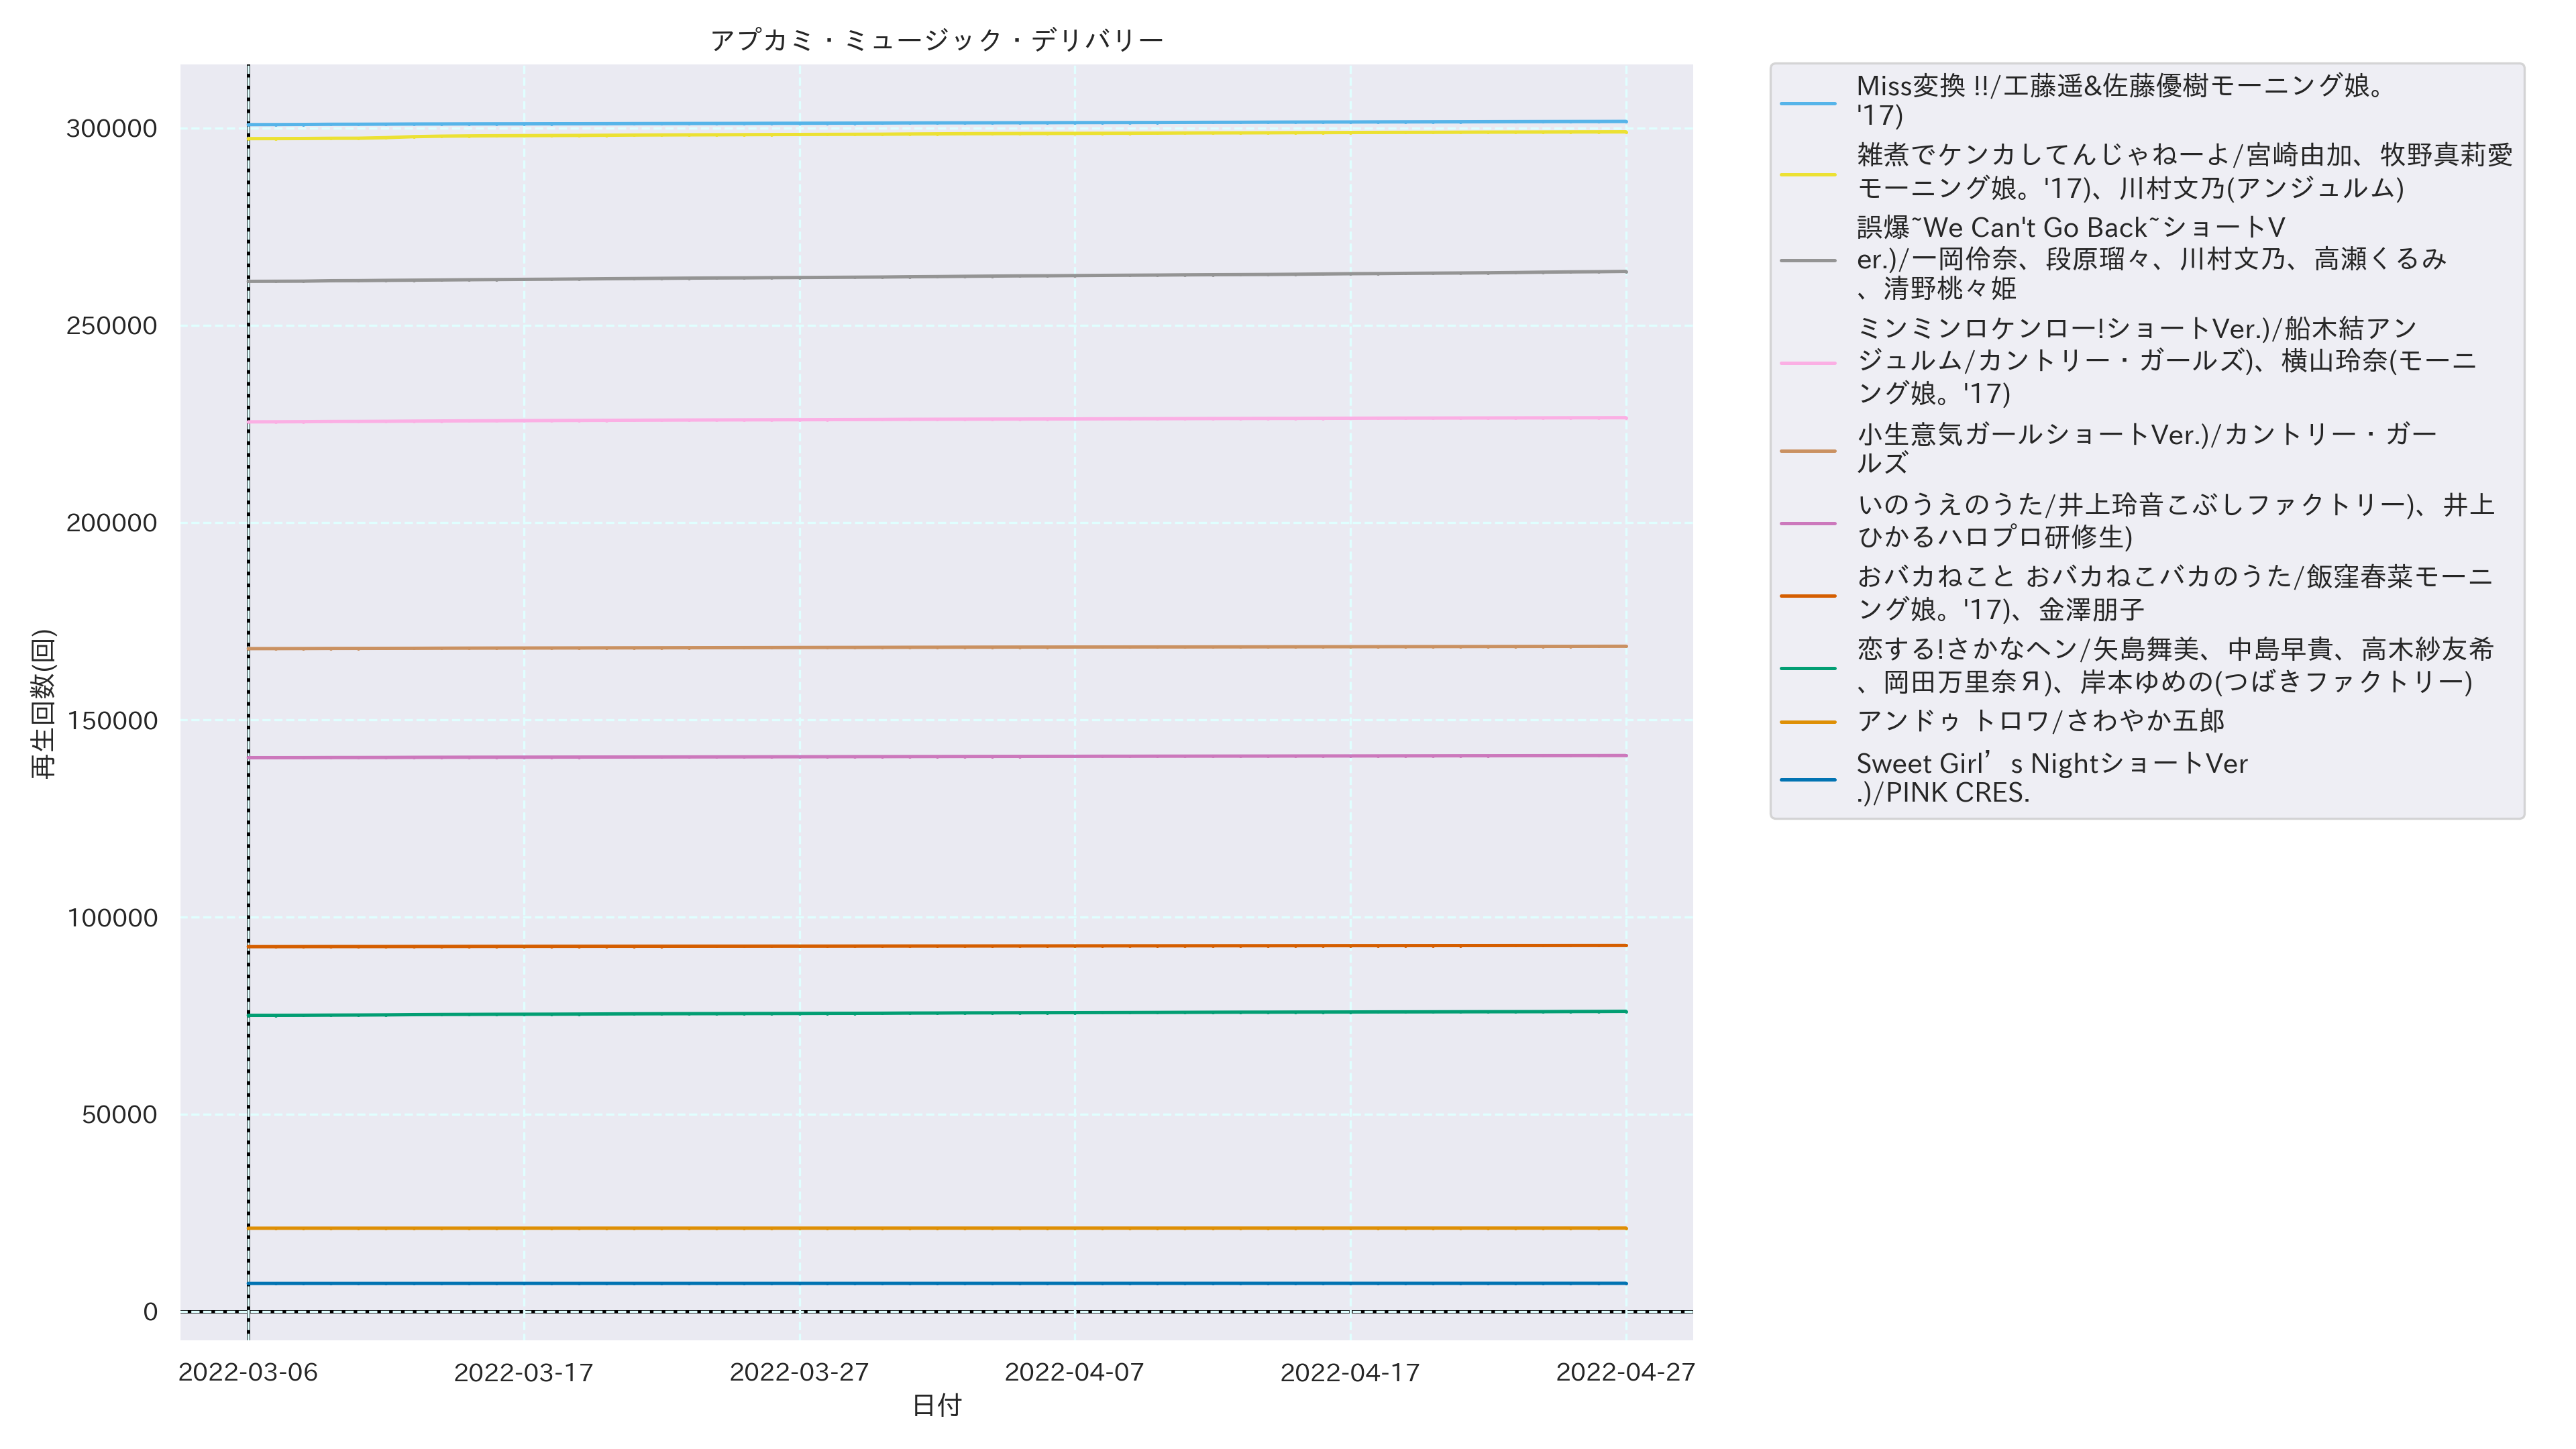 アプカミ・ミュージック・デリバリー
300000
250000
200000
150000
100000
50000
0
再生回数(回)
2022-03-06
2022-03-17
2022-03-27
2022-04-07
2022-04-17
2022-04-27
日付
Miss変換 !!/工藤遥&佐藤優樹モーニング娘。
'17)
雑煮でケンカしてんじゃねーよ/宮崎由加、牧野真莉愛
モーニング娘。'17)、川村文乃(アンジュルム)
誤爆~We Can't Go Back~ショートV
er.)/一岡伶奈、段原瑠々、川村文乃、高瀬くるみ
、清野桃々姫
ミンミンロケンロー!ショートVer.)/船木結アン
ジュルム/カントリー・ガールズ)、横山玲奈(モーニ
ング娘。'17)
小生意気ガールショートVer.)/カントリー・ガー
ルズ
いのうえのうた/井上玲音こぶしファクトリー)、井上
ひかるハロプロ研修生)
おバカねこと おバカねこバカのうた/飯窪春菜モーニ
ング娘。'17)、金澤朋子
恋する!さかなヘン/矢島舞美、中島早貴、高木紗友希
、岡田万里奈Я)、岸本ゆめの(つばきファクトリー)
アンドゥ トロワ/さわやか五郎
Sweet Girl’s NightショートVer
.)/PINK CRES.